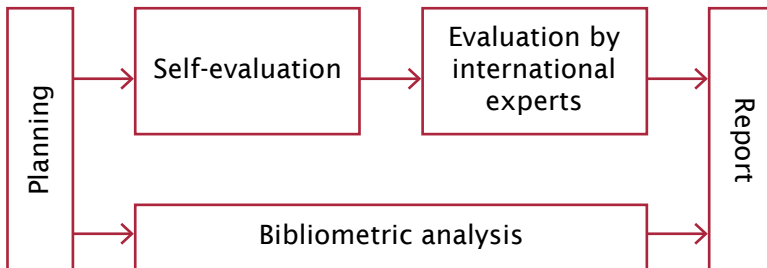 Planning
Self-evaluation
Evaluation by
international
experts
Bibliometric analysis
Report